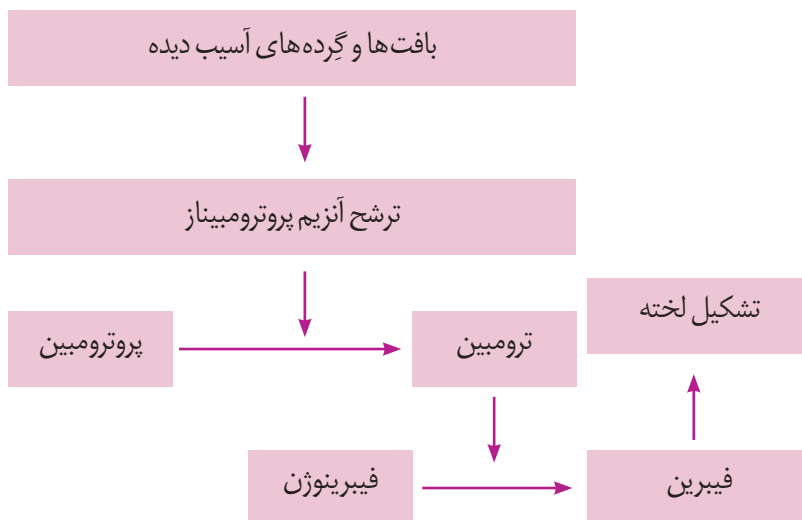 بافت‌ها و گِرده‌های آسیب دیده
ترشح آنزیم پروترومبیناز
تشکیل لخته
پروترومبین
ترومبین
فیبرینوژن
فیبرین